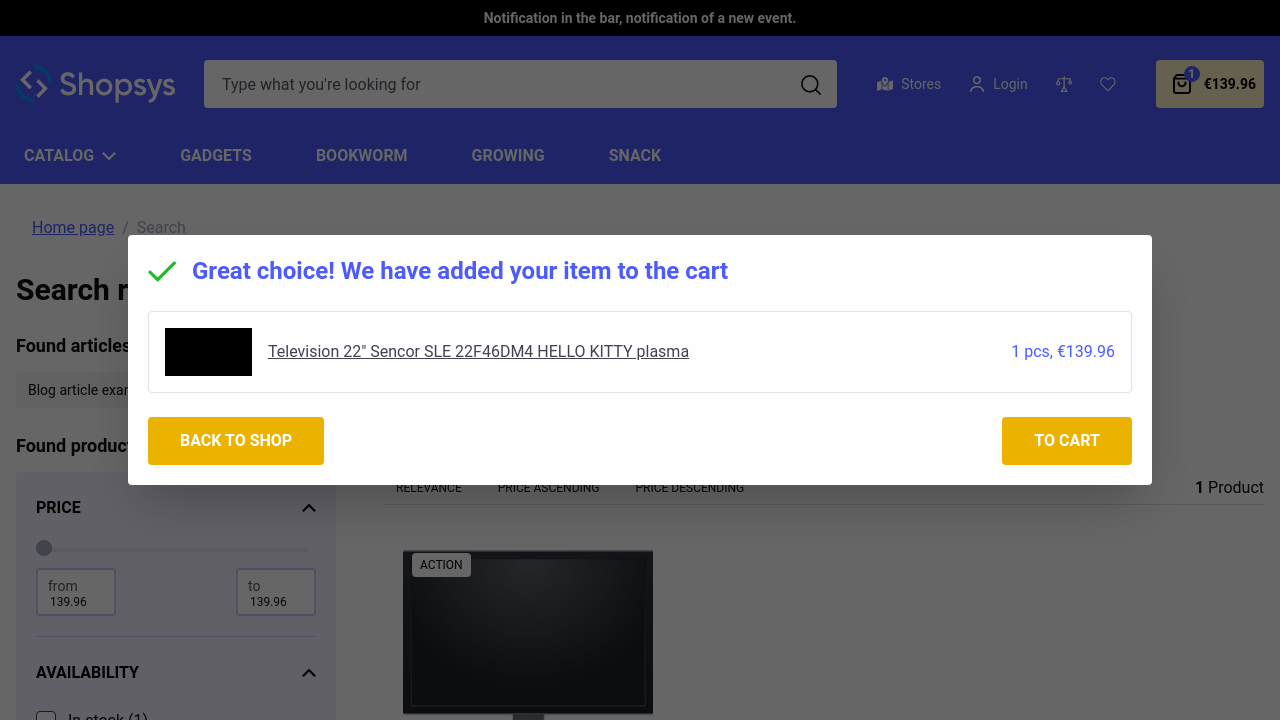 Notification in the bar, notification of a new event.
Shopsys
Type what you're looking for
Stores
Login
1
€139.96
CATALOG
GADGETS
BOOKWORM
GROWING
SNACK
Home page / Search
Search r
Great choice! We have added your item to the cart
Found articles
Television 22" Sencor SLE 22F46DM4 HELLO KITTY plasma
1 pcs, €139.96
Blog article exar
BACK TO SHOP
TO CART
Found product
RELEVANCE
PRICE ASCENDING
PRICE DESCENDING
1 Product
PRICE
from
139.96
to
139.96
ACTION
AVAILABILITY
In stock (1)